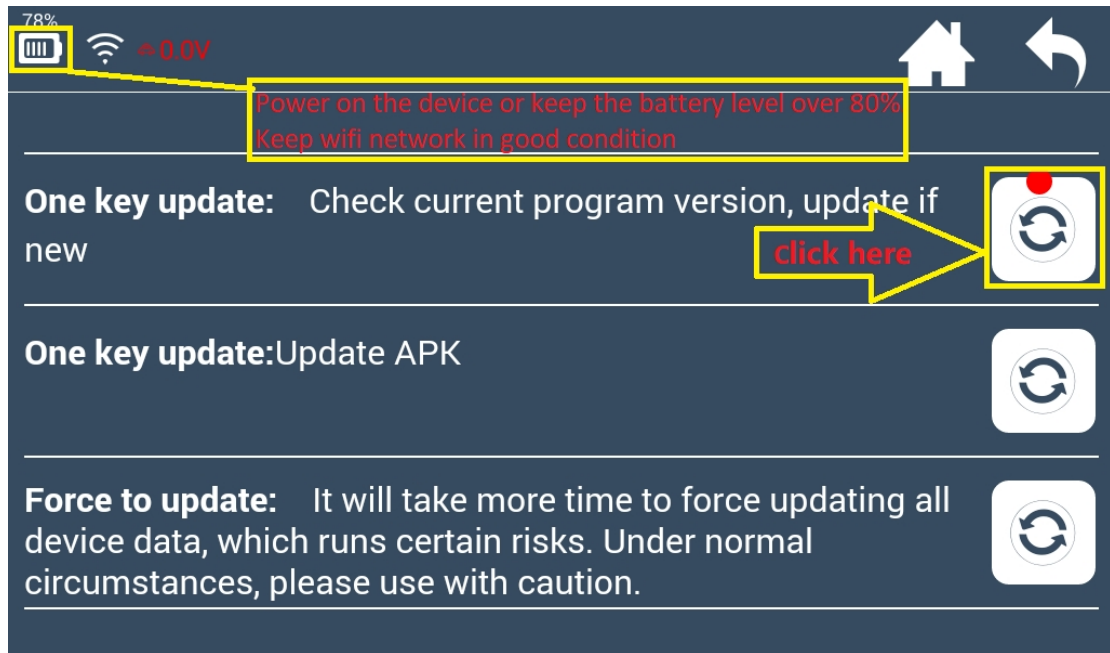 78%
0.0V
Power on the device or keep the battery level over 80%
Keep wifi network in good condition
One key update: Check current program version, update if
new
Click here
One key update:Update APK
Force to update: It will take more time to force updating all
device data, which runs certain risks. Under normal
circumstances, please use with caution.